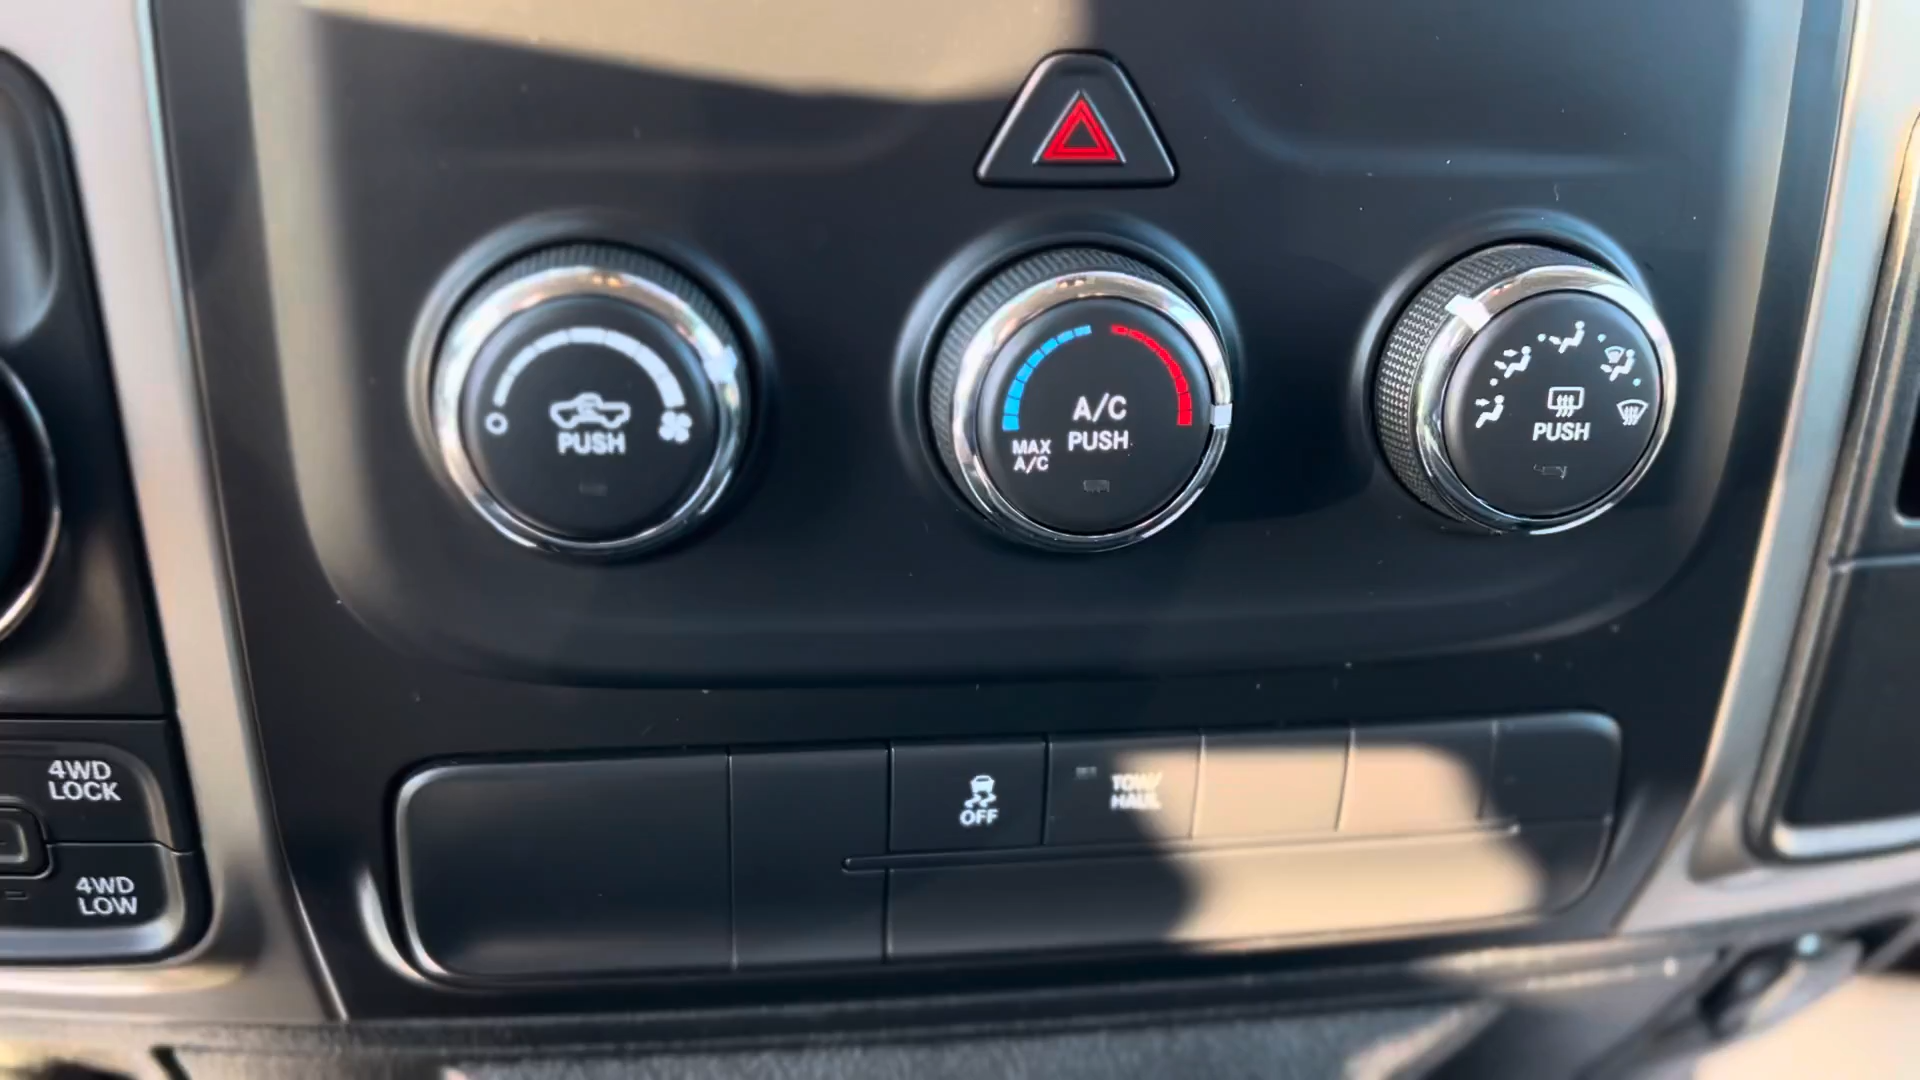 PUSH
A/C
PUSH
MAX
A/C
PUSH
4WD
LOCK
OFF
TOW/
HAUL
4WD
LOW